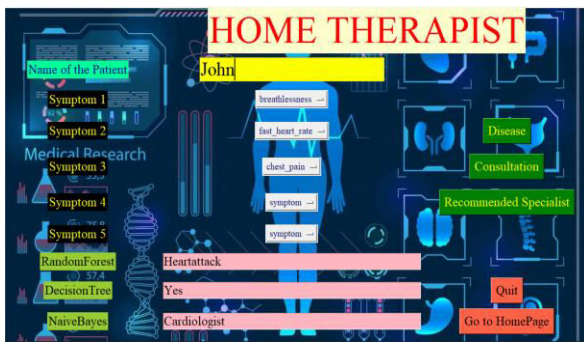 HOME THERAPIST
Name of the Patient
John
Symptom 1
breathlessness
Symptom 2
fast_heart_rate
Disease
Medical Research
Symptom 3
chest_pain
Consultation
Symptom 4
symptom
Recommended Specialist
Symptom 5
symptom
RandomForest
Heartattack
57,4
DecisionTree
Yes
Quit
NaiveBayes
Cardiologist
Go to HomePage